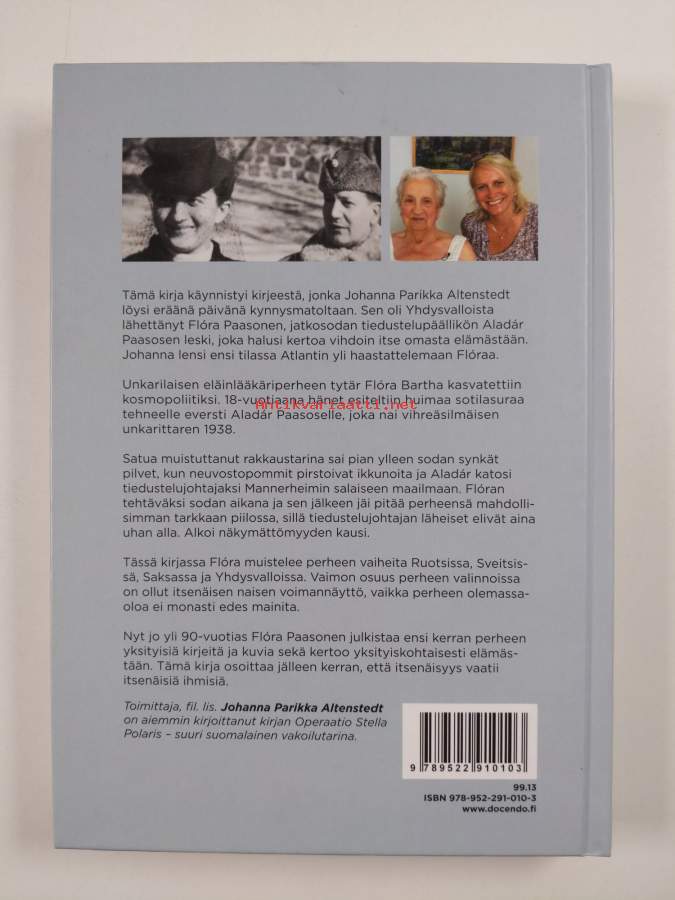 Tämä kirja käynnistyi kirjeestä, jonka Johanna Parikka Altenstedt
löysi eräänä päivänä kynnysmatoltaan. Sen oli Yhdysvalloista
lähettänyt Flóra Paasonen, jatkosodan tiedustelupäällikön Aladár
Paasosen leski, joka halusi kertoa vihdoin itse omasta elämästään.
Johanna lensi ensi tilassa Atlantin yli haastattelemaan Flóraa.
Unkarilaisen eläinlääkäriperheen tytär Flóra Bartha kasvatettiin
kosmopoliitiksi. 18-vuotiaana hänet esiteltiin huimaa sotilasuraa
Antikvariaatti.net
tehneelle eversti Aladár Paasoselle, joka nai vihreäsilmäisen
unkarittaren 1938.
Satua muistuttanut rakkaustarina sai pian ylleen sodan synkät
pilvet, kun neuvostopommit pirstoivat ikkunoita ja Aladár katosi
tiedustelujohtajaksi Mannerheimin salaiseen maailmaan. Flóran
tehtäväksi sodan aikana ja sen jälkeen jäi pitää perheensä mahdolli-
simman tarkkaan piilossa, sillä tiedustelujohtajan läheiset elivät aina
uhan alla. Alkoi näkymättömyyden kausi.
Tässä kirjassa Flóra muistelee perheen vaiheita Ruotsissa, Sveitsis-
sä, Saksassa ja Yhdysvalloissa. Vaimon osuus perheen valinnoissa
on ollut itsenäisen naisen voimannäyttö, vaikka perheen olemassa-
oloa ei monasti edes mainita.
Nyt jo yli 90-vuotias Flóra Paasonen julkistaa ensi kerran perheen
yksityisiä kirjeitä ja kuvia sekä kertoo yksityiskohtaisesti elämäs-
tään. Tämä kirja osoittaa jälleen kerran, että itsenäisyys vaatii
itsenäisiä ihmisiä.
Toimittaja, fil. lis. Johanna Parikka Altenstedt
on aiemmin kirjoittanut kirjan Operaatio Stella
Polaris – suuri suomalainen vakoilutarina.
9 789522 910103
99.13
ISBN 978-952-291-010-3
www.docendo.fi